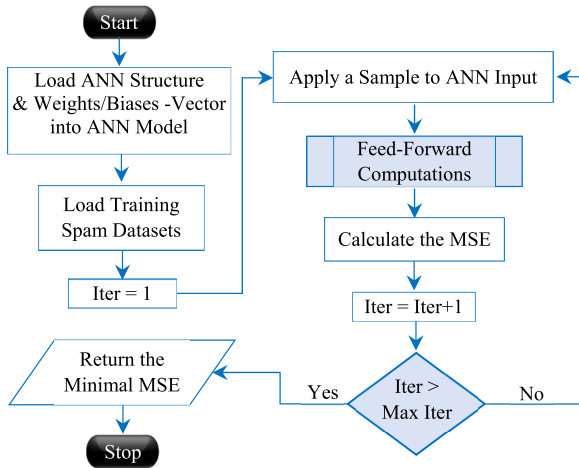 Start
Load ANN Structure
& Weights/Biases -Vector
into ANN Model
Load Training
Spam Datasets
Iter = 1
Apply a Sample to ANN Input
Feed-Forward
Computations
Calculate the MSE
Iter = Iter+1
Iter >
Max Iter
Yes
No
Return the
Minimal MSE
Stop